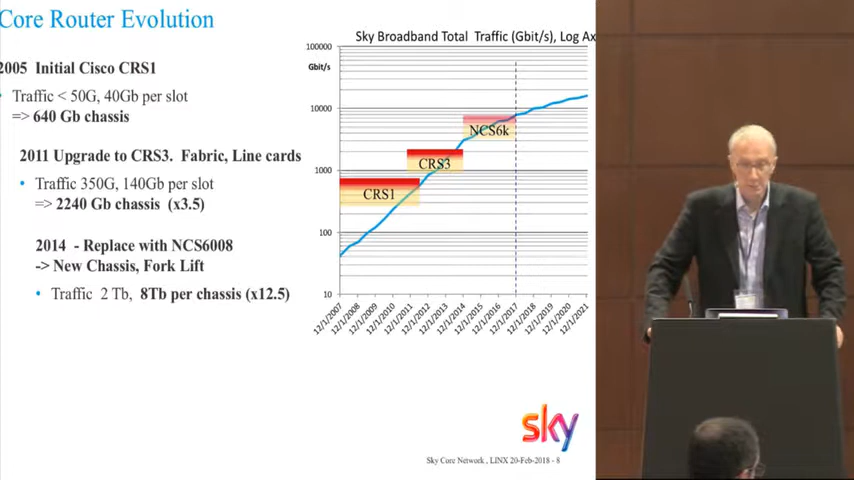 Core Router Evolution
2005 Initial Cisco CRS1
• Traffic < 50G, 40Gb per slot
=> 640 Gb chassis
2011 Upgrade to CRS3. Fabric, Line cards
• Traffic 350G, 140Gb per slot
=> 2240 Gb chassis (x3.5)
2014 - Replace with NCS6008
-> New Chassis, Fork Lift
• Traffic 2 Tb, 8Tb per chassis (x12.5)
Sky Broadband Total Traffic (Gbit/s), Log Ax
100000
Gbit/s
10000
1000
100
10
NCS6k
CRS3
CRS1
12/1/2007
12/1/2008
12/1/2009
12/1/2010
12/1/2011
12/1/2012
12/1/2013
12/1/2014
12/1/2015
12/1/2016
12/1/2017
12/1/2018
12/1/2019
12/1/2020
12/1/2021
sky
Sky Core Network , LINX 20-Feb-2018 - 8